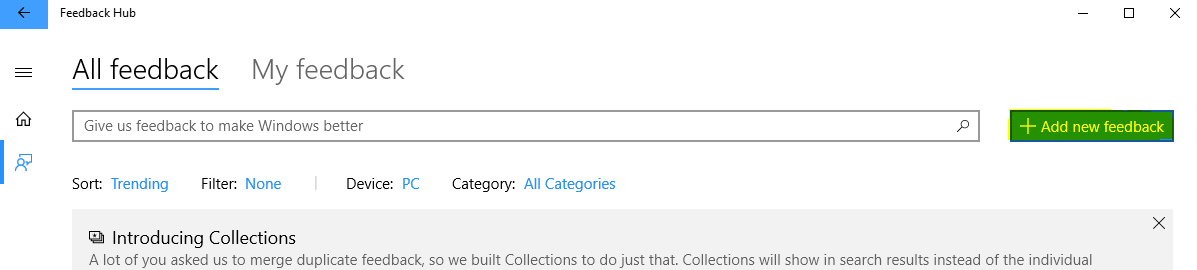 Feedback Hub
All feedback My feedback
Give us feedback to make Windows better
+ Add new feedback
Sort: Trending Filter: None | Device: PC Category: All Categories
Introducing Collections
A lot of you asked us to merge duplicate feedback, so we built Collections to do just that. Collections will show in search results instead of the individual